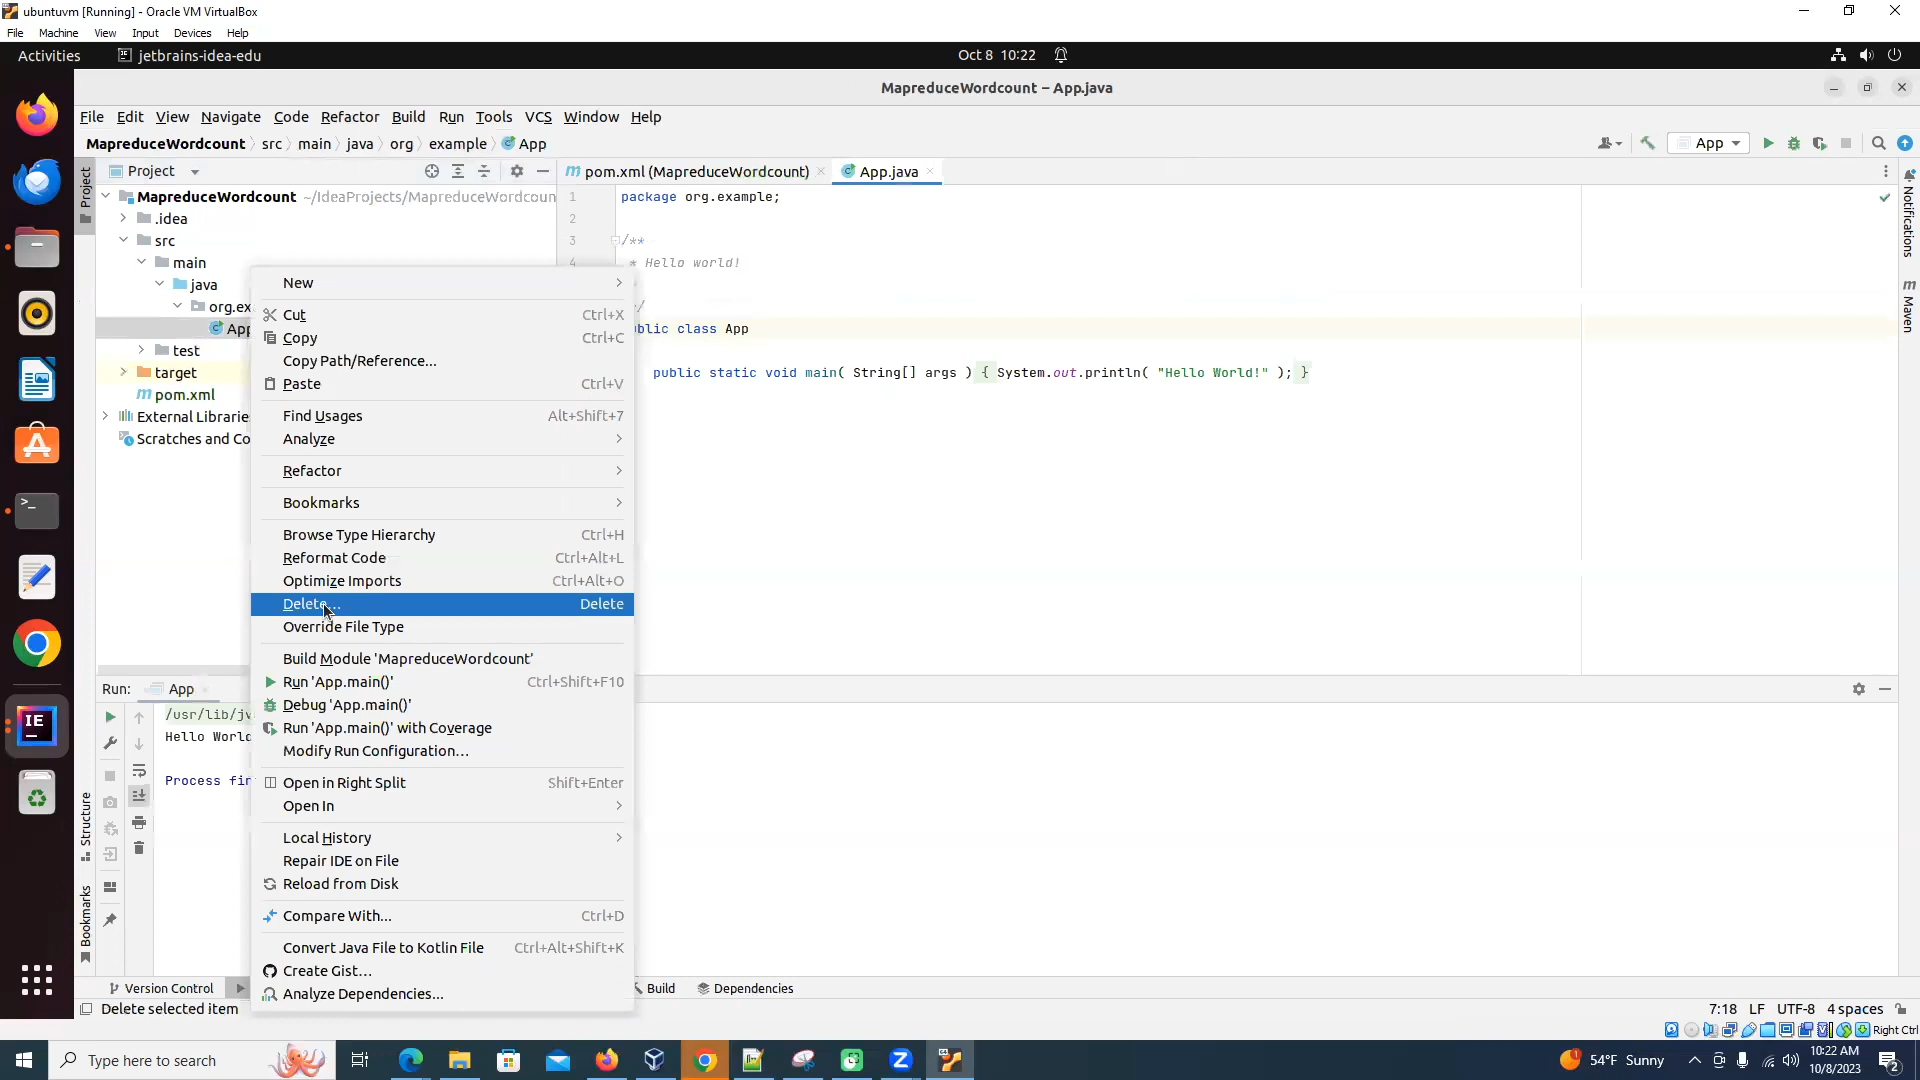 ubuntuvm [Running] - Oracle VM VirtualBox
File Machine View Input Devices Help
Activities jetbrains-idea-edu Oct 8 10:22
MapreduceWordcount – App.java
File Edit View Navigate Code Refactor Build Run Tools VCS Window Help
MapreduceWordcount src main java org example App App
Project
Project
MapreduceWordcount ~/IdeaProjects/MapreduceWordcoun
.idea
src
main
java
org.ex
App
test
target
pom.xml
External Librarie
Scratches and Co
pom.xml (MapreduceWordcount) App.java
1 package org.example;
2
3 /**
4 * Hello world!
/
blic class App
public static void main( String[] args ) { System.out.println( "Hello World!" ); }
Notifications
Maven
New
Cut Ctrl+X
Copy Ctrl+C
Copy Path/Reference...
Paste Ctrl+V
Find Usages Alt+Shift+7
Analyze
Refactor
Bookmarks
Browse Type Hierarchy Ctrl+H
Reformat Code Ctrl+Alt+L
Optimize Imports Ctrl+Alt+O
Delete... Delete
Override File Type
Build Module 'MapreduceWordcount'
Run 'App.main()' Ctrl+Shift+F10
Debug 'App.main()'
Run 'App.main()' with Coverage
Modify Run Configuration...
Open in Right Split Shift+Enter
Open In
Local History
Repair IDE on File
Reload from Disk
Compare With... Ctrl+D
Convert Java File to Kotlin File Ctrl+Alt+Shift+K
Create Gist...
Analyze Dependencies...
Run: App
/usr/lib/jv
Hello World
Process fin
Structure
Bookmarks
Version Control Build Dependencies
Delete selected item 7:18 LF UTF-8 4 spaces
Right Ctrl
Type here to search 54°F Sunny 10:22 AM
10/8/2023 2